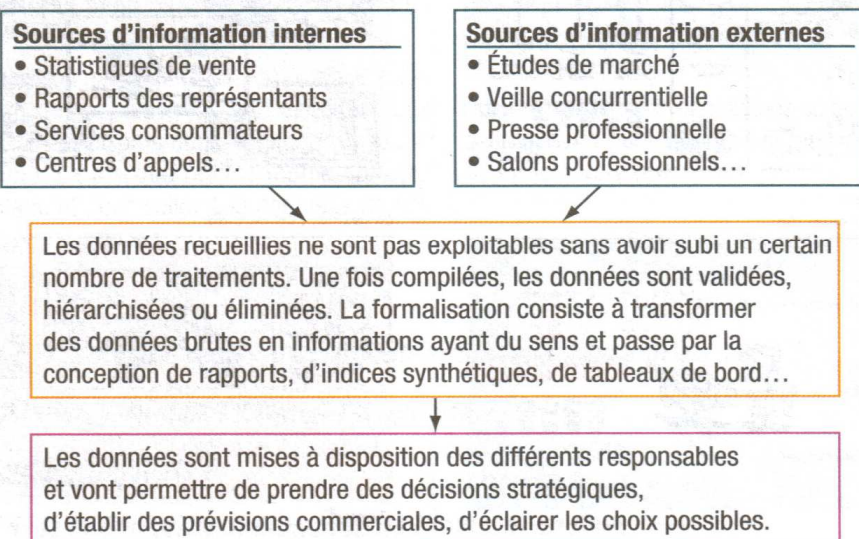 Sources d’information internes
• Statistiques de vente
• Rapports des représentants
• Services consommateurs
• Centres d’appels…
Sources d’information externes
• Études de marché
• Veille concurrentielle
• Presse professionnelle
• Salons professionnels…
Les données recueillies ne sont pas exploitables sans avoir subi un certain
nombre de traitements. Une fois compilées, les données sont validées,
hiérarchisées ou éliminées. La formalisation consiste à transformer
des données brutes en informations ayant du sens et passe par la
conception de rapports, d’indices synthétiques, de tableaux de bord…
Les données sont mises à disposition des différents responsables
et vont permettre de prendre des décisions stratégiques,
d’établir des prévisions commerciales, d’éclairer les choix possibles.